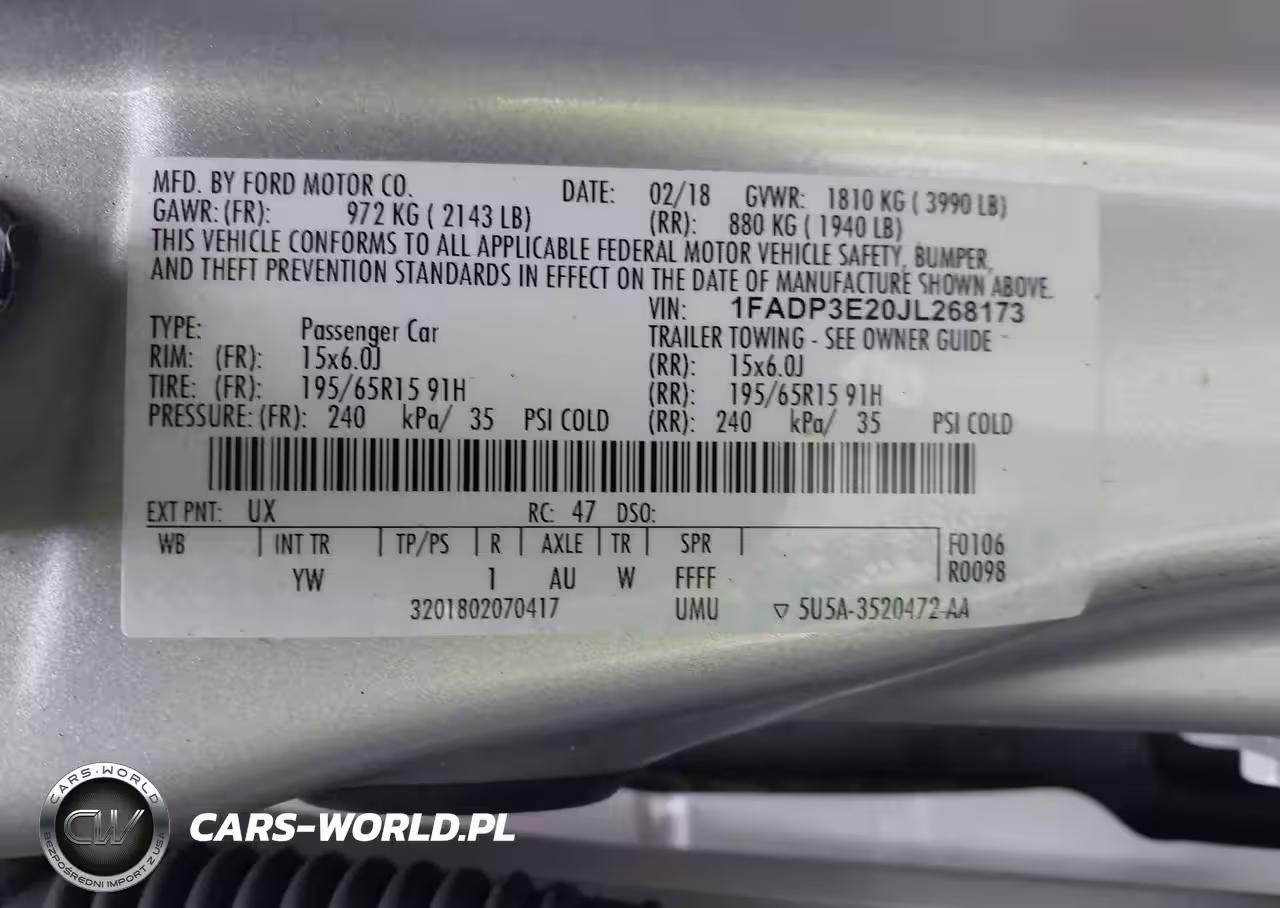 MFD. BY FORD MOTOR CO. DATE: 02/18 GVWR: 1810 KG ( 3990 LB)
GAWR: (FR): 972 KG ( 2143 LB) (RR): 880 KG ( 1940 LB)
THIS VEHICLE CONFORMS TO ALL APPLICABLE FEDERAL MOTOR VEHICLE SAFETY, BUMPER,
AND THEFT PREVENTION STANDARDS IN EFFECT ON THE DATE OF MANUFACTURE SHOWN ABOVE.
VIN: 1FADP3E20JL268173
TYPE: Passenger Car TRAILER TOWING - SEE OWNER GUIDE
RIM: (FR): 15x6.0J (RR): 15x6.0J
TIRE: (FR): 195/65R15 91H (RR): 195/65R15 91H
PRESSURE: (FR): 240 kPa/ 35 PSI COLD (RR): 240 kPa/ 35 PSI COLD
EXT PNT: UX RC: 47 DSO:
WB INT TR TP/PS R AXLE TR SPR F0106
YW 1 AU W FFFF R0098
3201802070417 UMU ▽ 5U5A-3520472-AA
CARS-WORLD
CW
BEZPOŚREDNI IMPORT Z USA
CARS-WORLD.PL